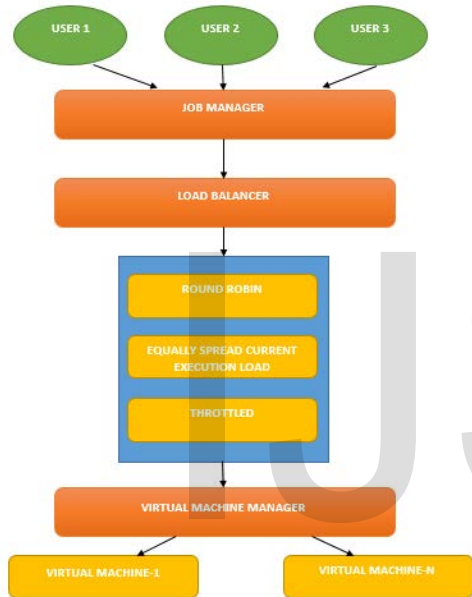 USER 1
USER 2
USER 3
JOB MANAGER
LOAD BALANCER
ROUND ROBIN
EQUALLY SPREAD CURRENT
EXECUTION LOAD
THROTTLED
VIRTUAL MACHINE MANAGER
VIRTUAL MACHINE-1
VIRTUAL MACHINE-N
IJS